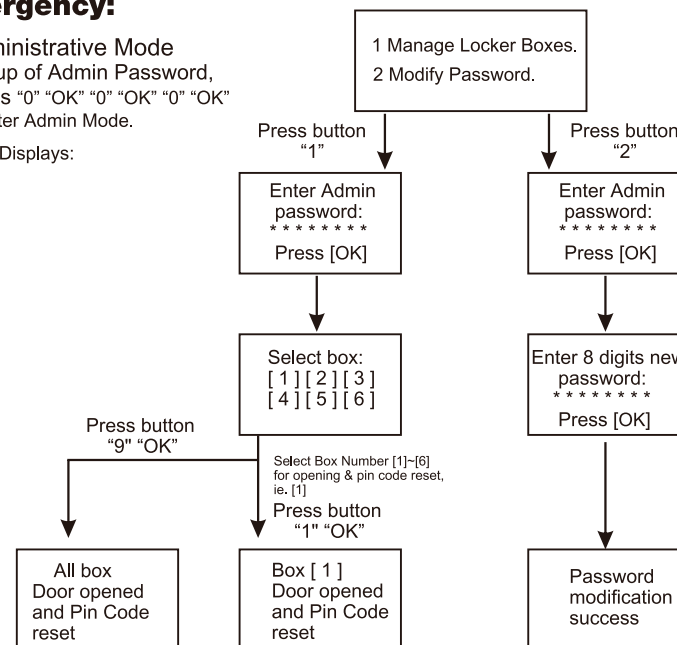 ergency:
ministrative Mode
up of Admin Password,
s “0” “OK” “0” “OK” “0” “OK”
ter Admin Mode.
Displays:
1 Manage Locker Boxes.
2 Modify Password.
Press button
“1”
Press button
“2”
Enter Admin
password:
* * * * * * * *
Press [OK]
Enter Admin
password:
* * * * * * * *
Press [OK]
Select box:
[ 1 ] [ 2 ] [ 3 ]
[ 4 ] [ 5 ] [ 6 ]
Enter 8 digits new
password:
* * * * * * * *
Press [OK]
Press button
“9" “OK”
Select Box Number [1]~[6]
for opening & pin code reset,
ie. [1]
Press button
“1" “OK”
All box
Door opened
and Pin Code
reset
Box [ 1 ]
Door opened
and Pin Code
reset
Password
modification
success